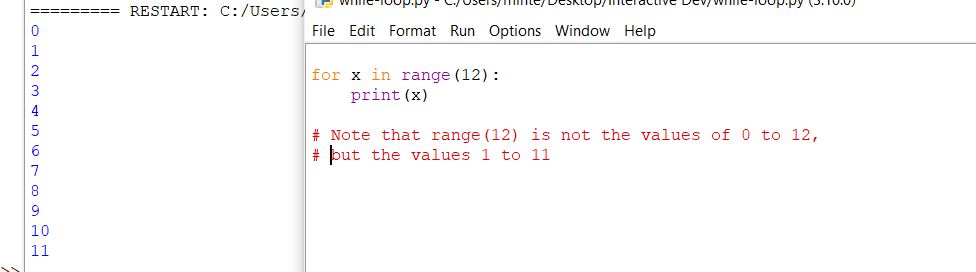 ========= RESTART: C:/Users/
0
1
2
3
4
5
6
7
8
9
10
11
>>
while-loop.py - C:/Users/minte/Desktop/Interactive Dev/while-loop.py (3.10.0)
File Edit Format Run Options Window Help
for x in range(12):
    print(x)
# Note that range(12) is not the values of 0 to 12,
# but the values 1 to 11